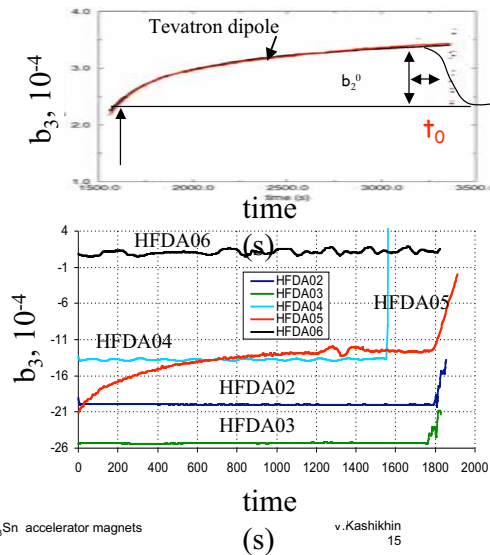 Tevatron dipole
4.0
3.0
2.0
1.0
b₃, 10⁻⁴
b₂⁰
t₀
1500.0
2000.0
2500.0
3000.0
3500.0
time (s)
time
(s)
b₃, 10⁻⁴
4
-1
-6
-11
-16
-21
-26
HFDA06
HFDA02
HFDA03
HFDA04
HFDA05
HFDA06
HFDA05
HFDA04
HFDA02
HFDA03
0 200 400 600 800 1000 1200 1400 1600 1800 2000
time
(s)
Sn accelerator magnets
v.Kashikhin
15